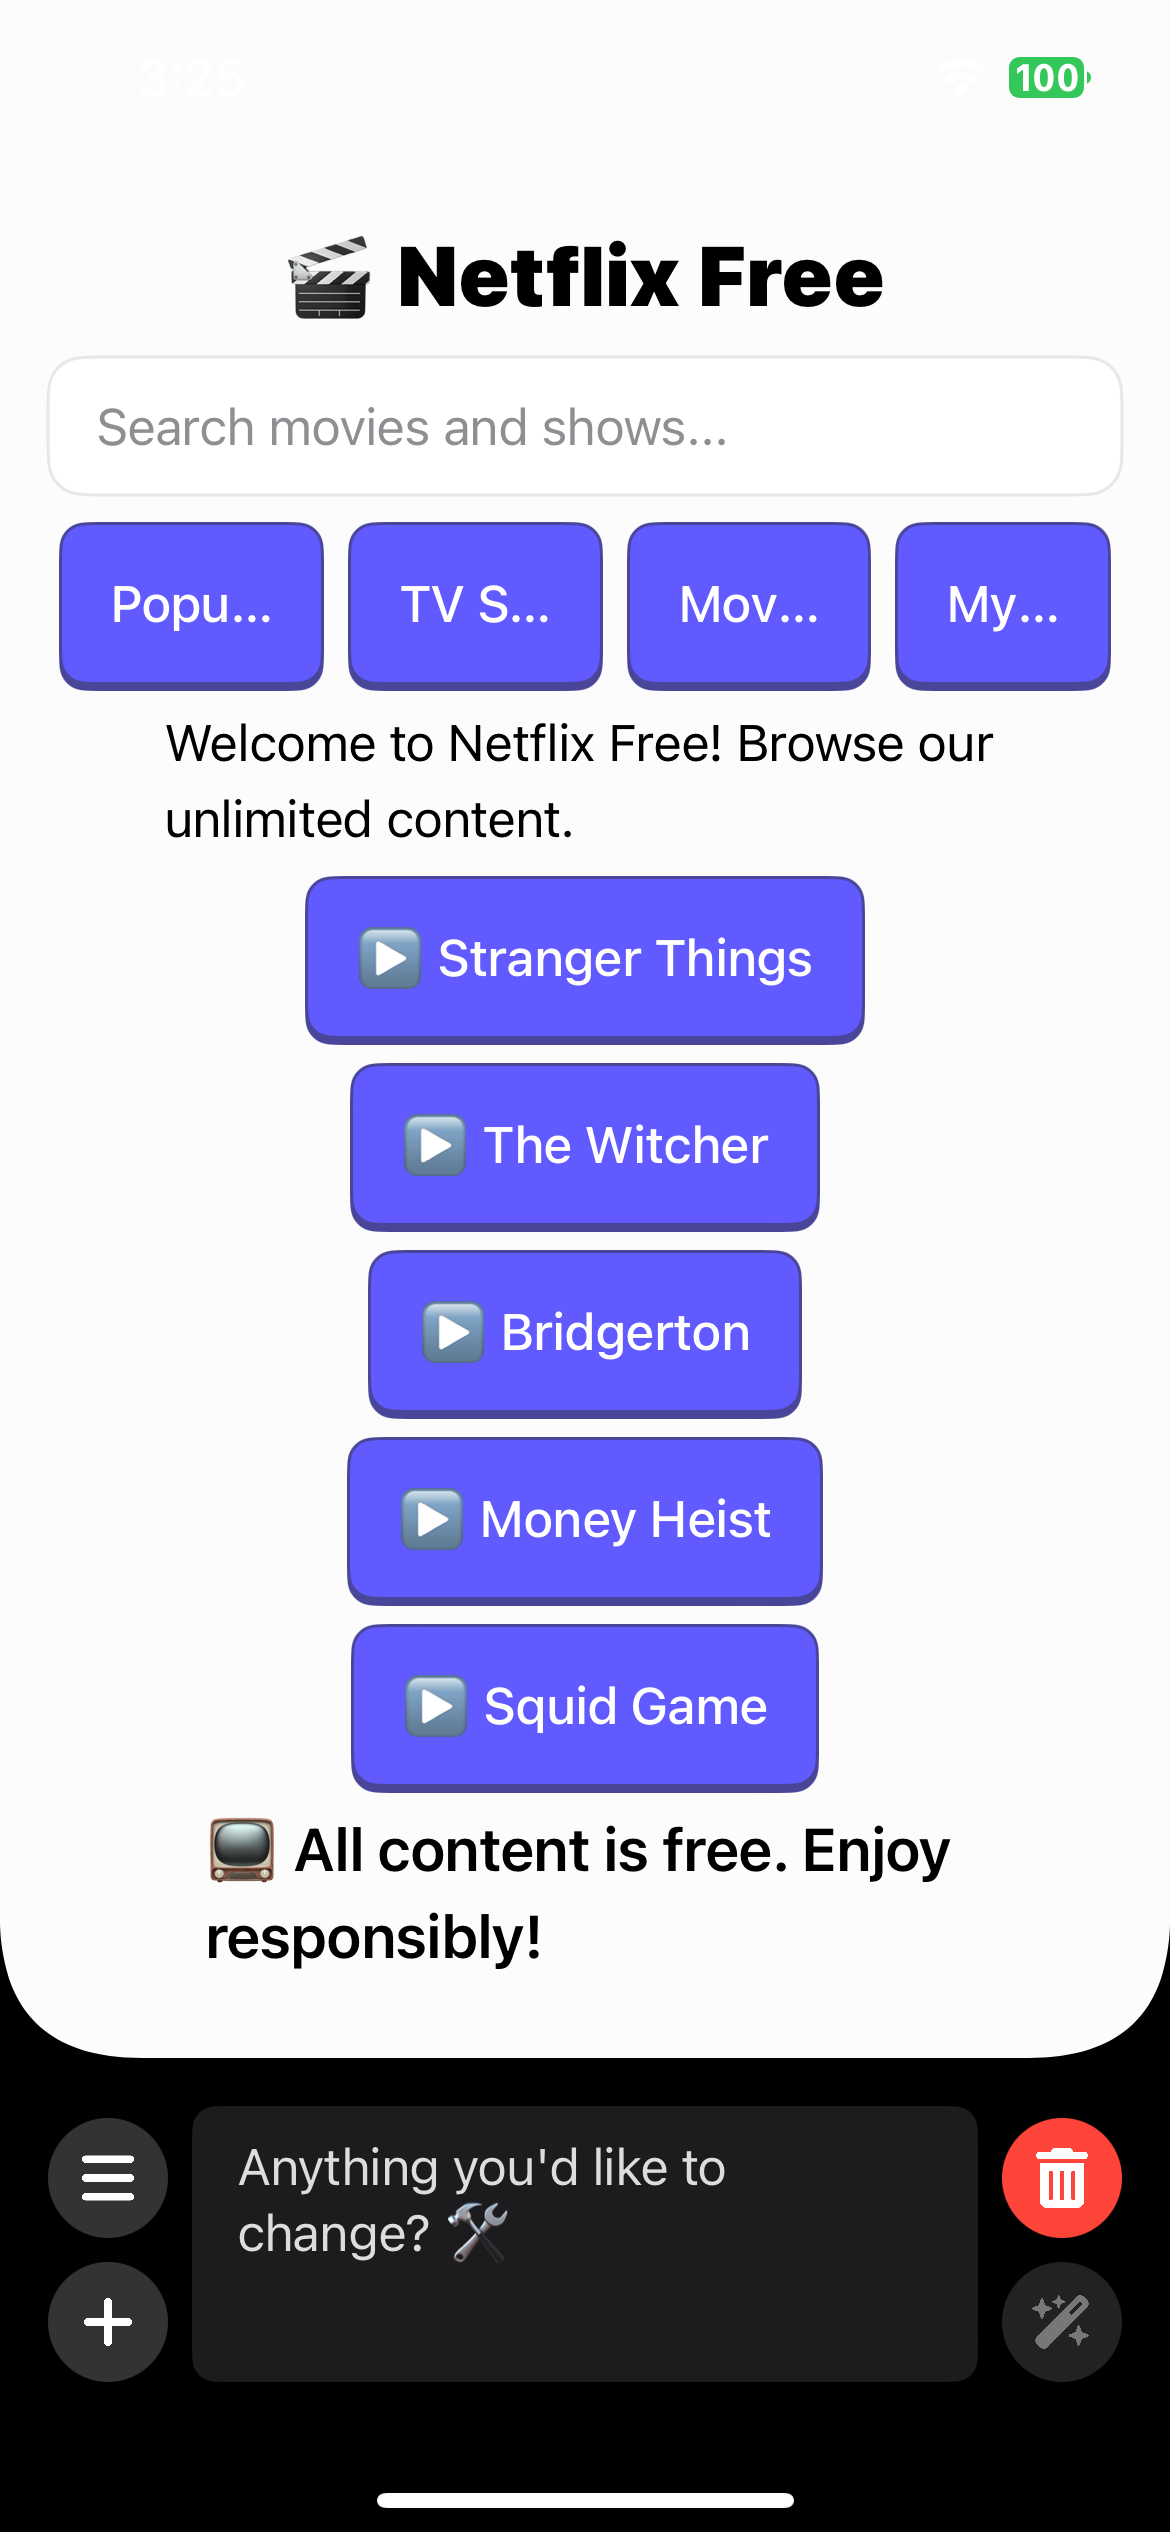 3:25
100
🎬 Netflix Free
Search movies and shows...
Popu...
TV S...
Mov...
My...
Welcome to Netflix Free! Browse our
unlimited content.
▶️ Stranger Things
▶️ The Witcher
▶️ Bridgerton
▶️ Money Heist
▶️ Squid Game
📺 All content is free. Enjoy
responsibly!
Anything you'd like to
change? 🛠️